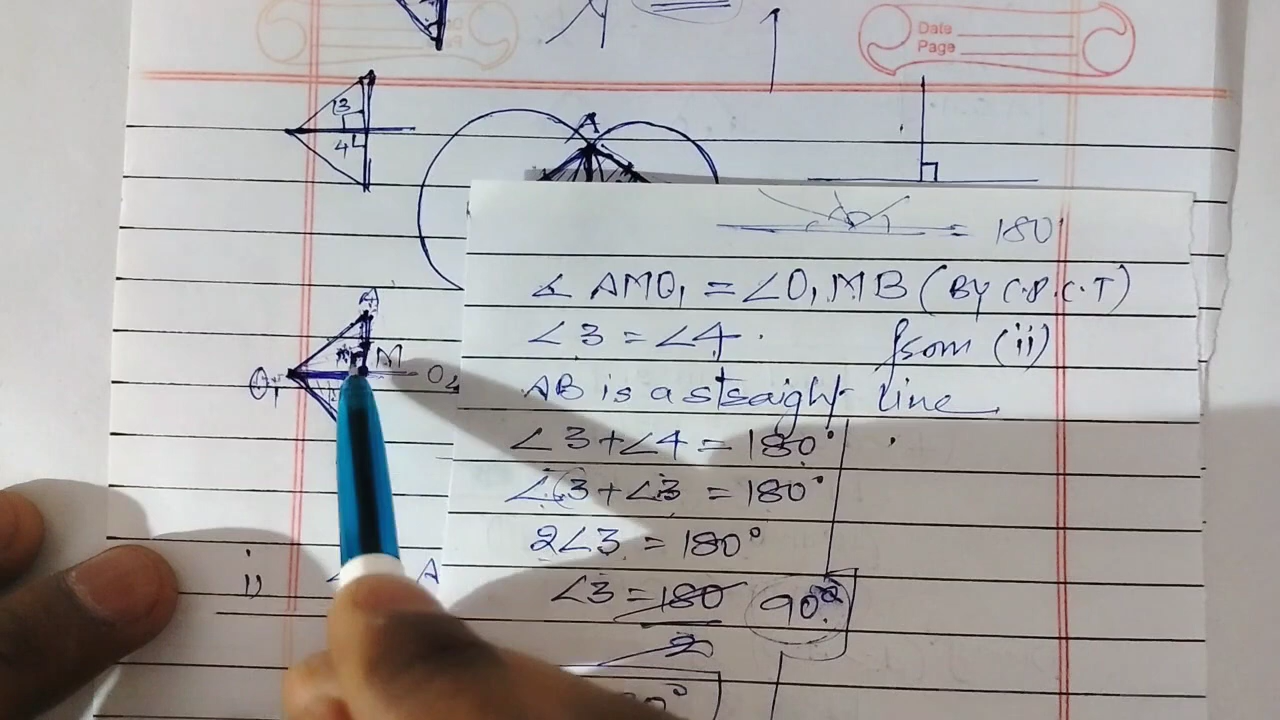 Date
Page
3
4
A
= 180
∡ AMO₁ = ∠O₁MB (By C.P.C.T)
∠3 = ∠4. from (ii)
AB is a straight line
∠3+∠4 = 180°
∠3+∠3 = 180°
2∠3 = 180°
∠3 = 180 90°
2
A
M
O₁
O₂
ii)
A